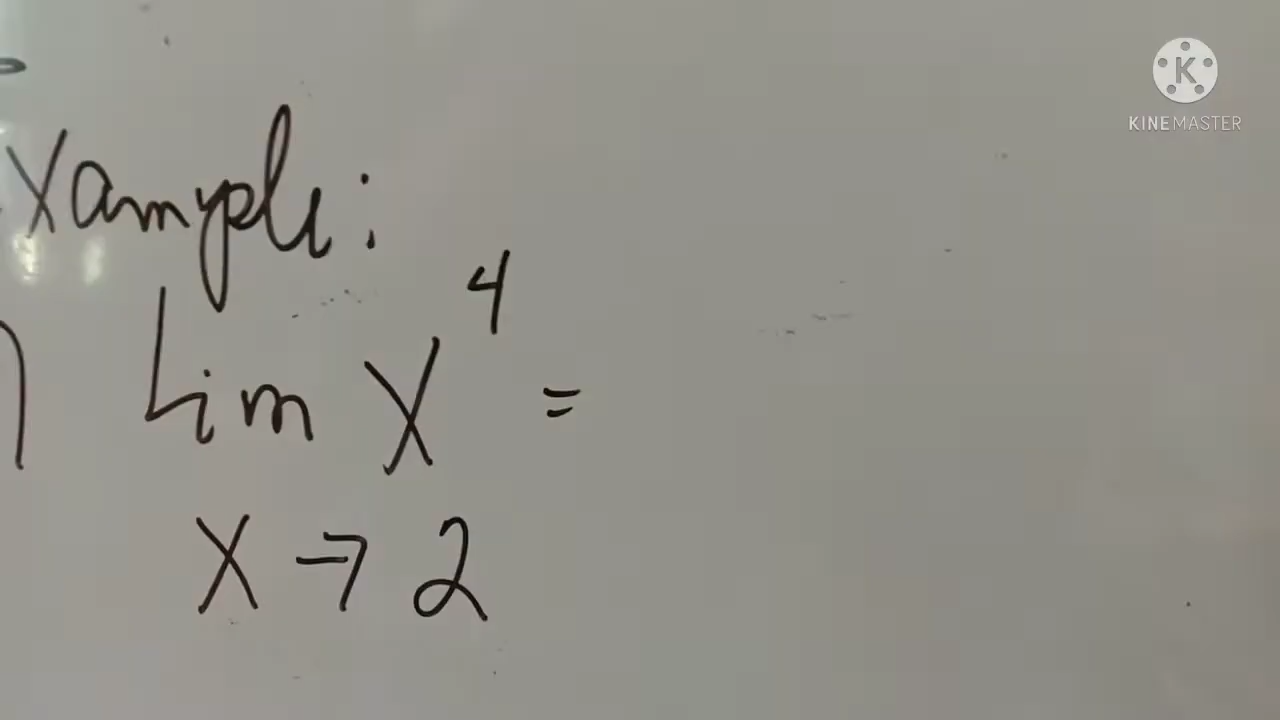 KINEMASTER
xample:
) lim x⁴ =
x → 2